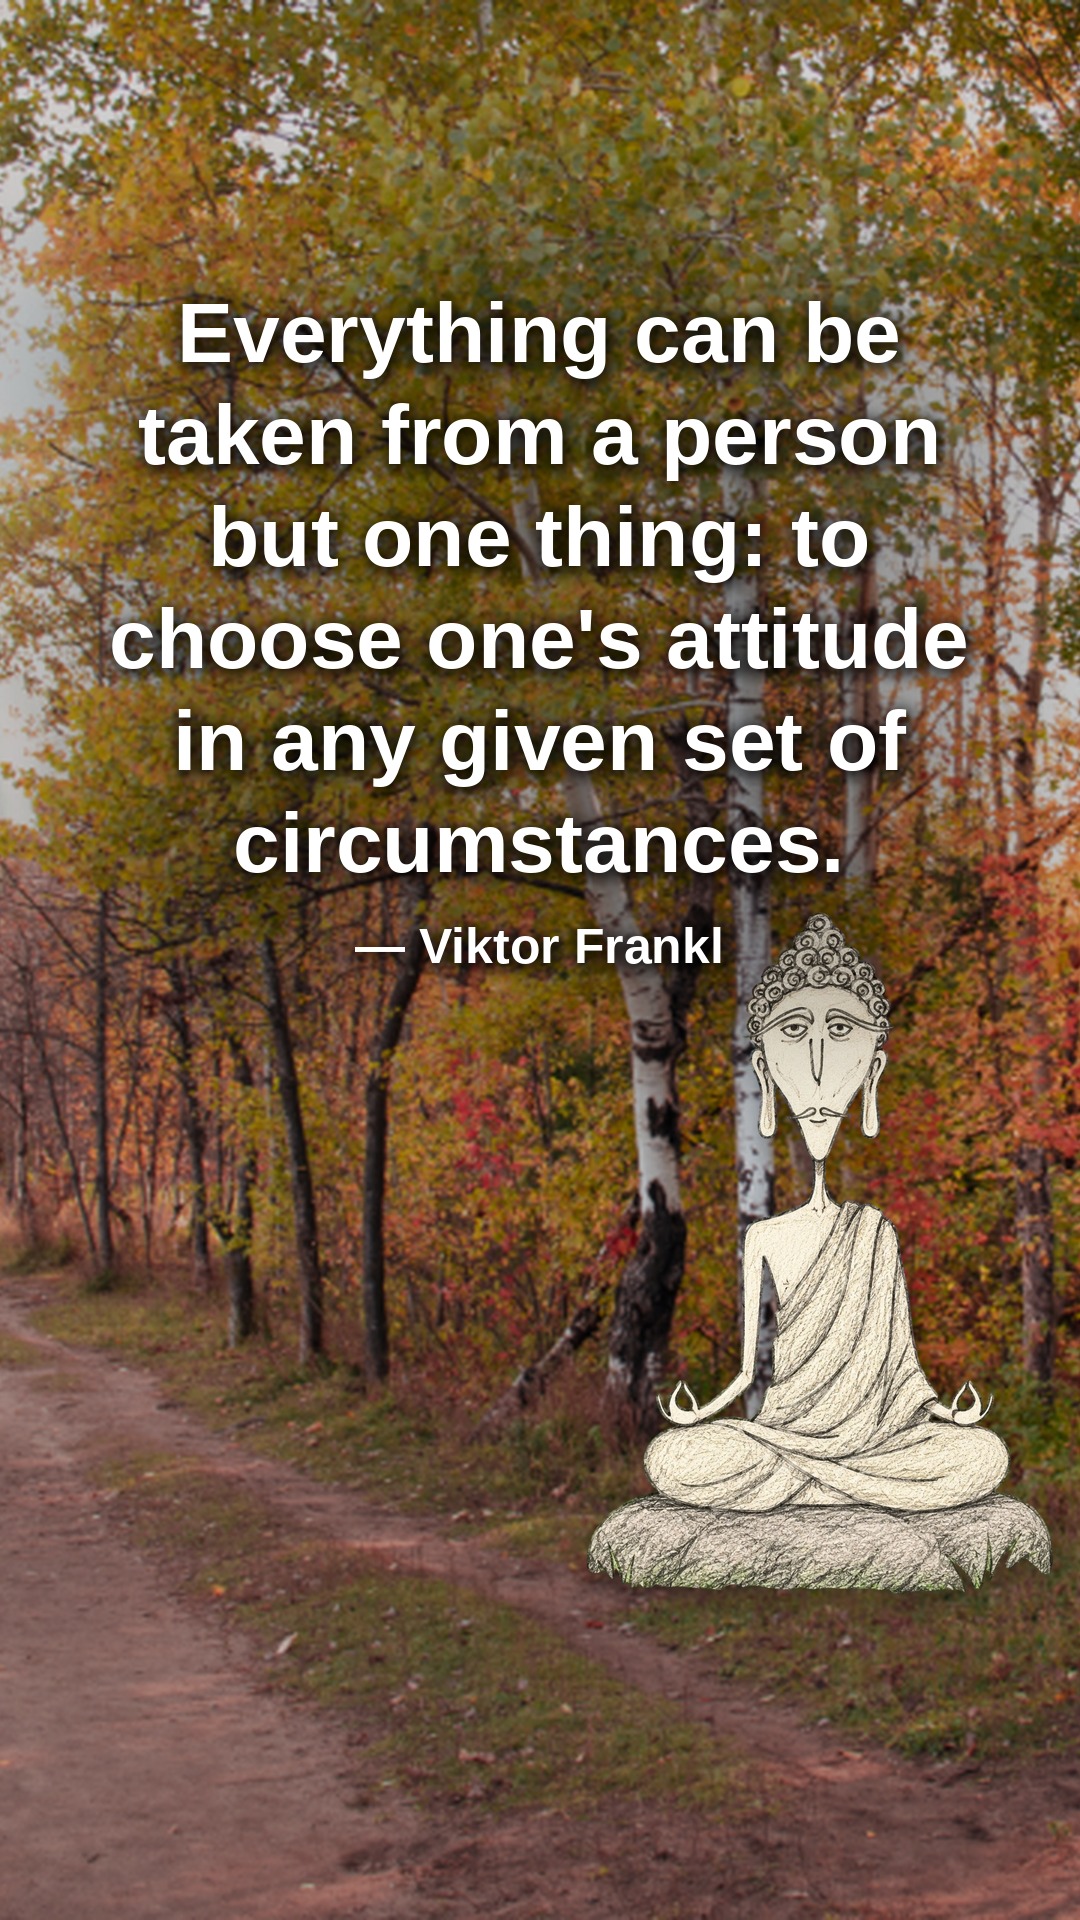 Everything can be
taken from a person
but one thing: to
choose one's attitude
in any given set of
circumstances.
— Viktor Frankl